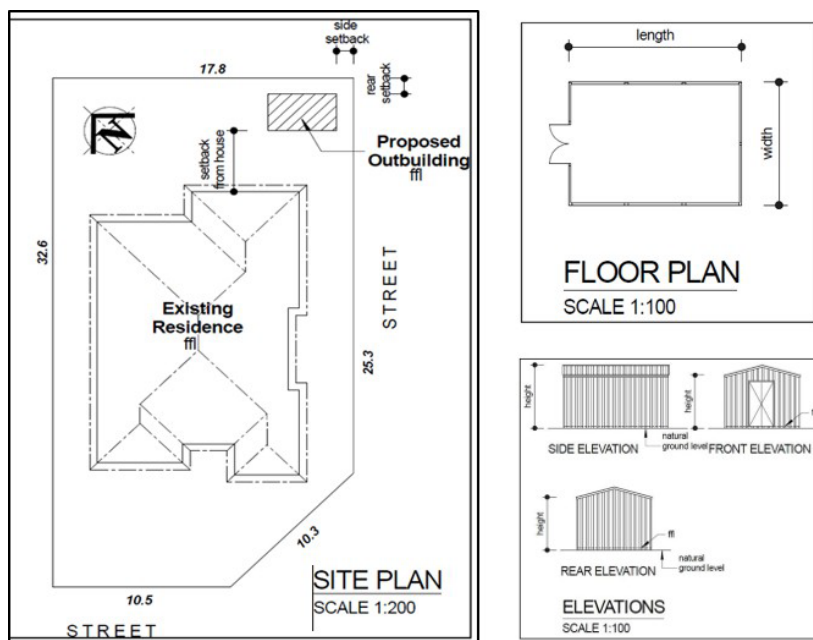 side
setback
17.8
rear
setback
N
Proposed
Outbuilding
ffl
setback
from house
32.6
STREET
Existing
Residence
ffl
25.3
10.3
10.5
SITE PLAN
SCALE 1:200
STREET
length
width
FLOOR PLAN
SCALE 1:100
height
height
natural
ground level
SIDE ELEVATION
FRONT ELEVATION
height
ffl
natural
ground level
REAR ELEVATION
ELEVATIONS
SCALE 1:100